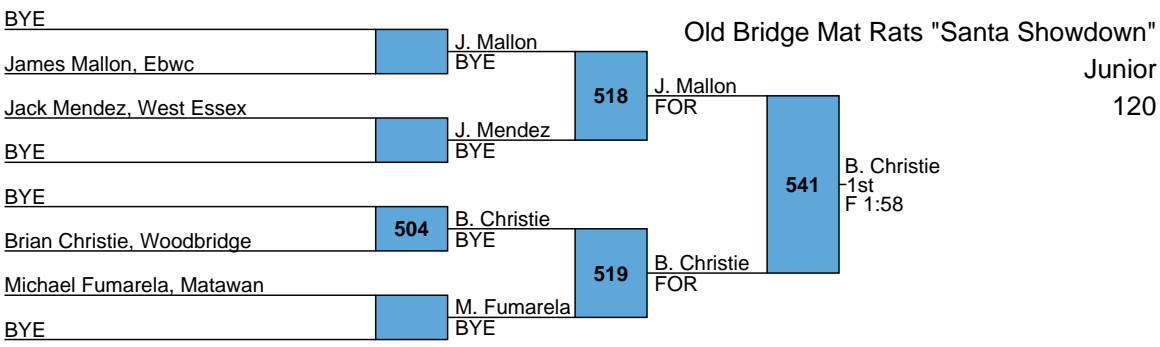 BYE
Old Bridge Mat Rats "Santa Showdown"
J. Mallon
BYE
James Mallon, Ebwc
Junior
518
J. Mallon
FOR
Jack Mendez, West Essex
120
J. Mendez
BYE
BYE
B. Christie
1st
F 1:58
541
BYE
504
B. Christie
BYE
Brian Christie, Woodbridge
519
B. Christie
FOR
Michael Fumarela, Matawan
M. Fumarela
BYE
BYE